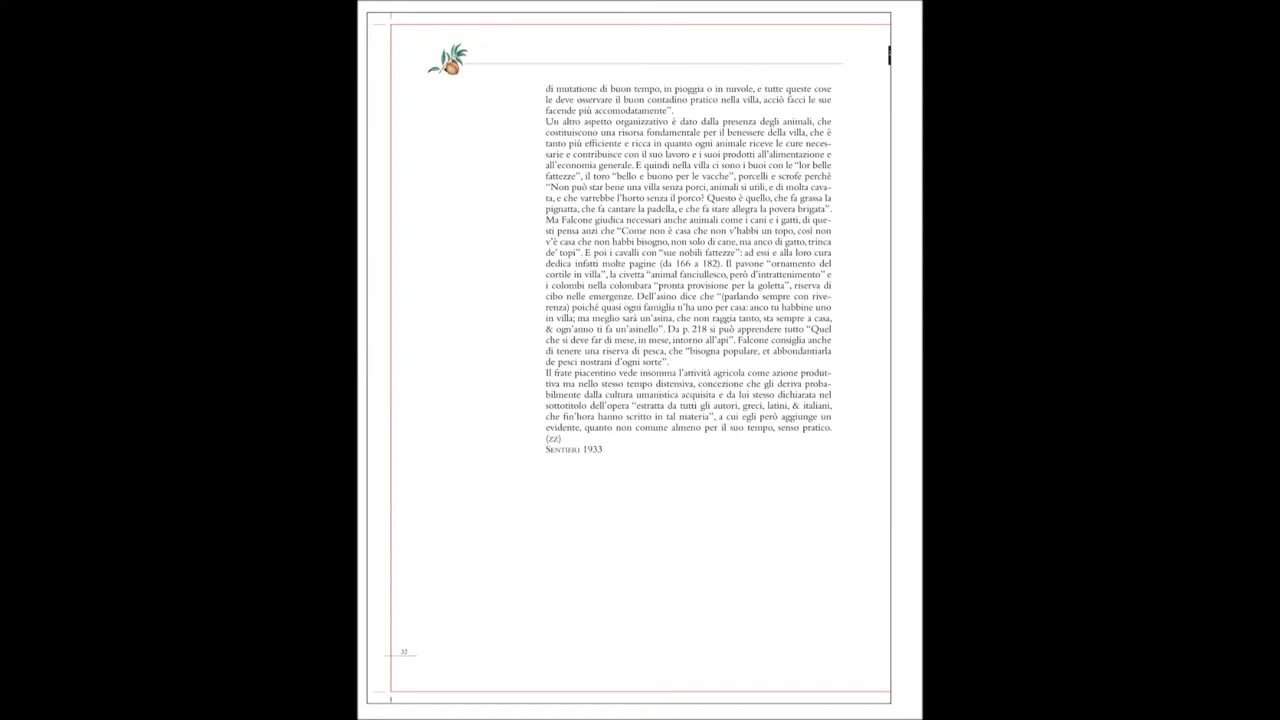 di mutatione di buon tempo, in pioggia o in nuvole, e tutte queste cose
le deve osservare il buon contadino pratico nella villa, acciò facci le sue
facende più accomodatamente”.
Un altro aspetto organizzativo è dato dalla presenza degli animali, che
costituiscono una risorsa fondamentale per il benessere della villa, che è
tanto più efficiente e ricca in quanto ogni animale riceve le cure neces-
sarie e contribuisce con il suo lavoro e i suoi prodotti all’alimentazione e
all’economia generale. E quindi nella villa ci sono i buoi con le “lor belle
fattezze”, il toro “bello e buono per le vacche”, porcelli e scrofe perché
“Non può star bene una villa senza porci, animali si utili, e di molta cava-
ta, e che varrebbe l’horto senza il porco? Questo è quello, che fa grassa la
pignatta, che fa cantare la padella, e che fa stare allegra la povera brigata”.
Ma Falcone giudica necessari anche animali come i cani e i gatti, di que-
sti pensa anzi che “Come non è casa che non v’habbi un topo, così non
v’è casa che non habbi bisogno, non solo di cane, ma anco di gatto, trinca
de’ topi”. E poi i cavalli con “sue nobili fattezze”: ad essi e alla loro cura
dedica infatti molte pagine (da 166 a 182). Il pavone “ornamento del
cortile in villa”, la civetta “animal fanciullesco, però d’intrattenimento” e
i colombi nella colombara “pronta provisione per la goletta”, riserva di
cibo nelle emergenze. Dell’asino dice che “(parlando sempre con rive-
renza) poiché quasi ogni famiglia n’ha uno per casa: anco tu habbine uno
in villa; ma meglio sarà un’asina, che non raggia tanto, sta sempre a casa,
& ogn’anno ti fa un’asinello”. Da p. 218 si può apprendere tutto “Quel
che si deve far di mese, in mese, intorno all’api”. Falcone consiglia anche
di tenere una riserva di pesca, che “bisogna populare, et abbondantiarla
de pesci nostrani d’ogni sorte”.
Il frate piacentino vede insomma l’attività agricola come azione produt-
tiva ma nello stesso tempo distensiva, concezione che gli deriva proba-
bilmente dalla cultura umanistica acquisita e da lui stesso dichiarata nel
sottotitolo dell’opera “estratta da tutti gli autori, greci, latini, & italiani,
che fin’hora hanno scritto in tal materia”, a cui egli però aggiunge un
evidente, quanto non comune almeno per il suo tempo, senso pratico.
(ZZ)
SENTIERI 1933
32